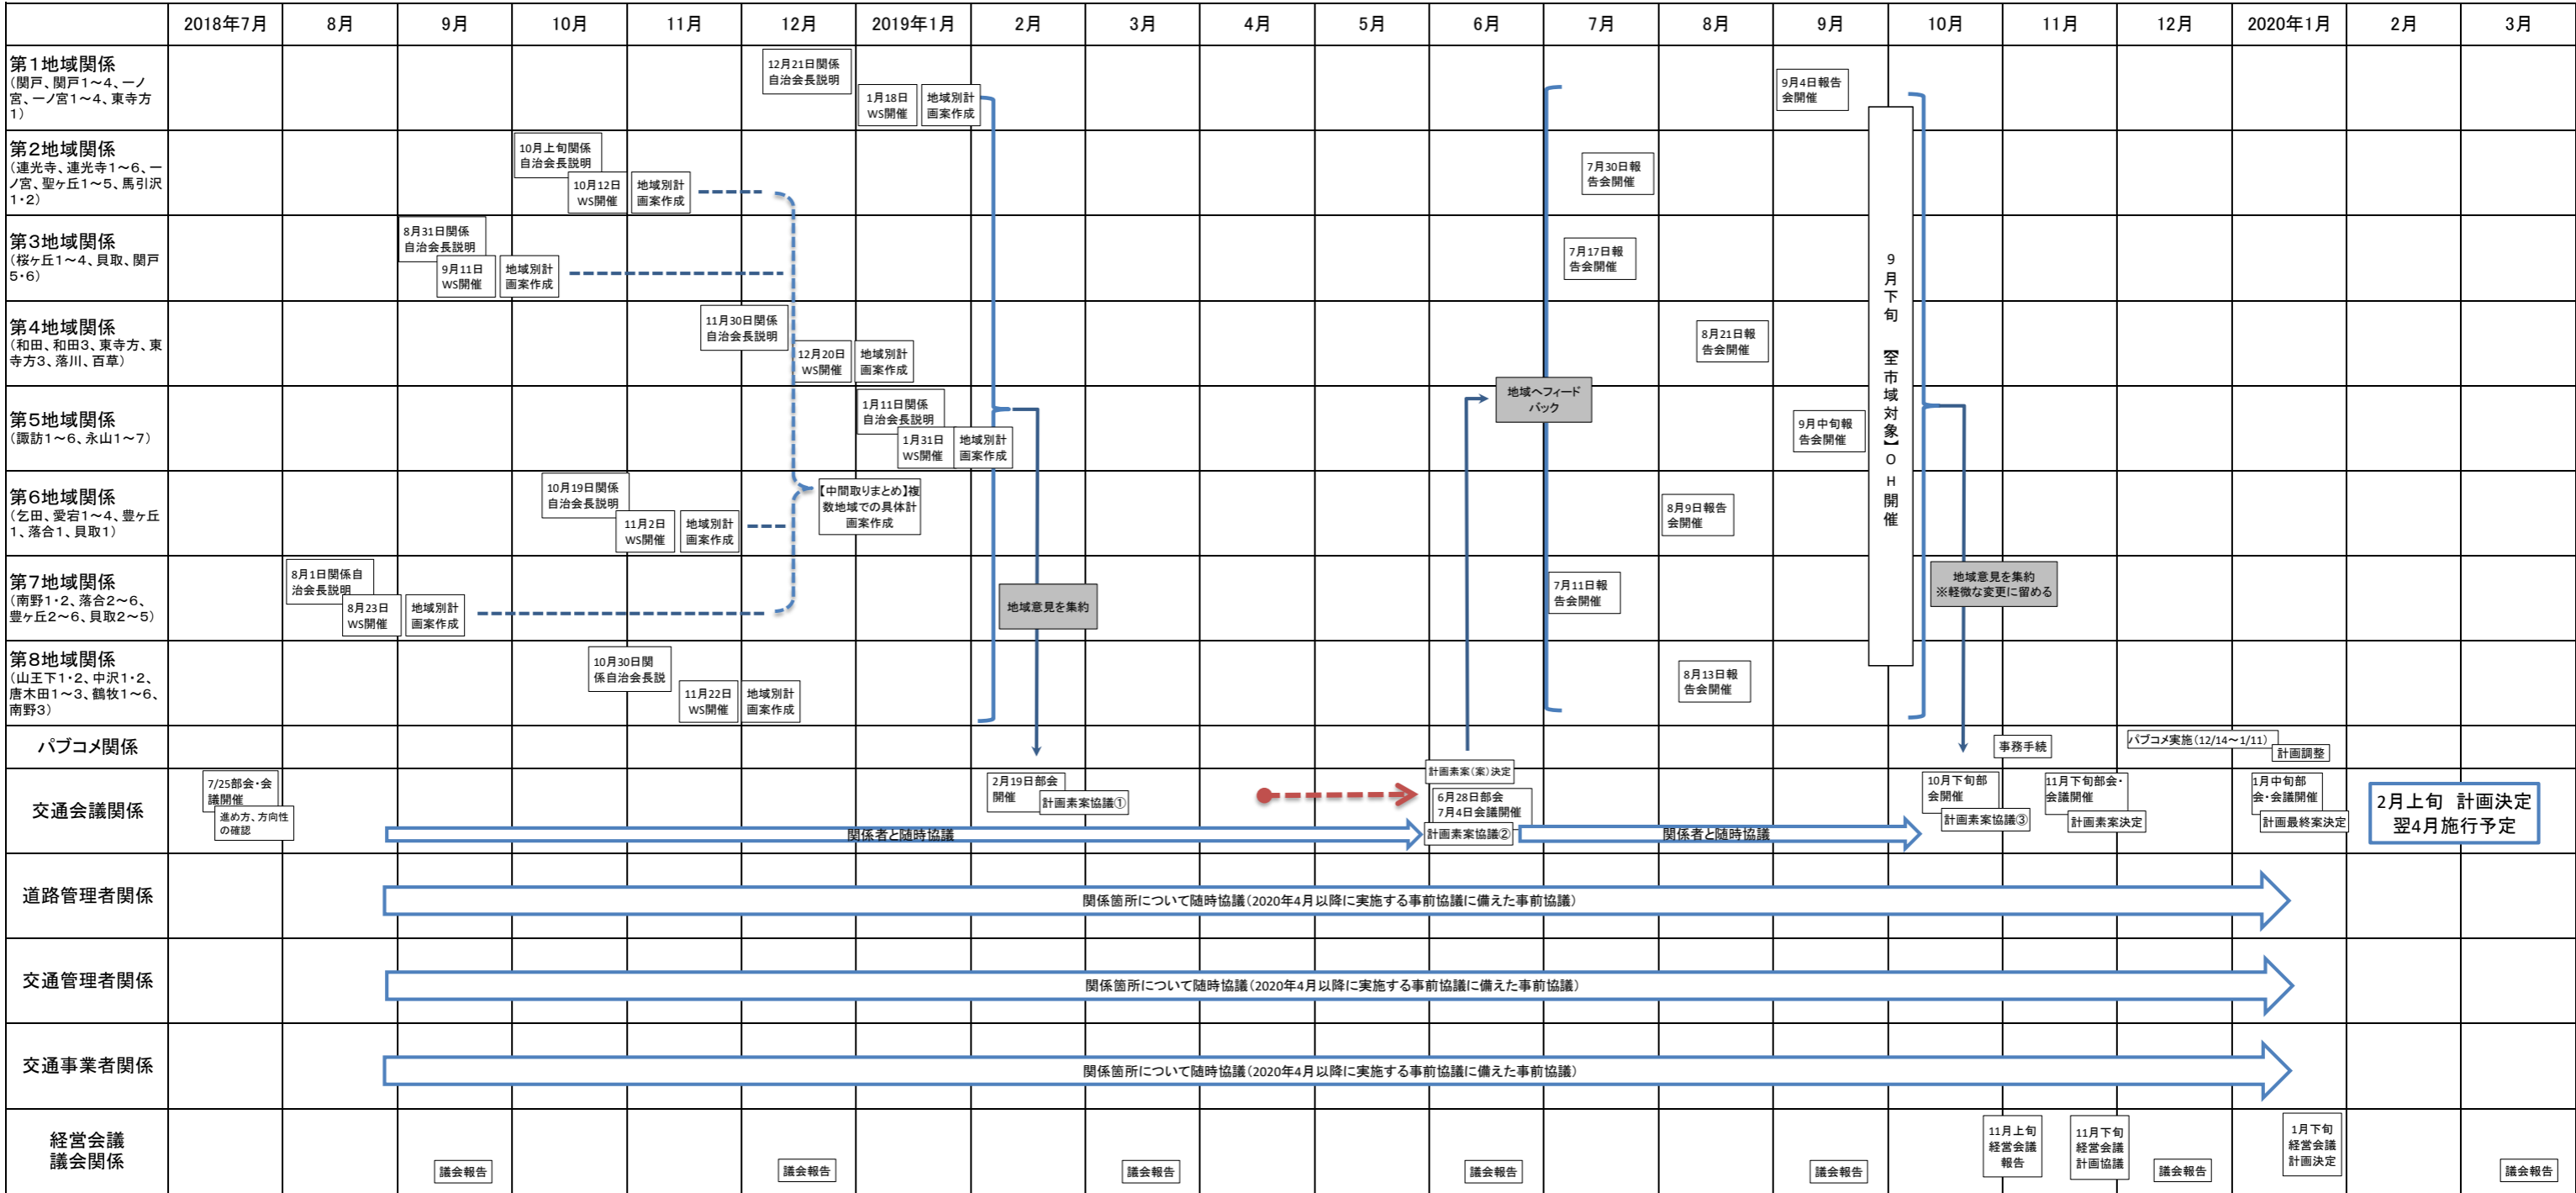 2018年7月
8月
9月
10月
11月
12月
2019年1月
2月
3月
4月
5月
6月
7月
8月
9月
10月
11月
12月
2020年1月
2月
3月
第1地域関係
(関戸、関戸1～4、一ノ
宮、一ノ宮1～4、東寺方
1)
12月21日関係
自治会長説明
1月18日
WS開催
地域別計
画案作成
9月4日報告
会開催
第2地域関係
(連光寺、連光寺1～6、一
ノ宮、聖ヶ丘1～5、馬引沢
1・2)
10月上旬関係
自治会長説明
10月12日
WS開催
地域別計
画案作成
7月30日報
告会開催
第3地域関係
(桜ヶ丘1～4、貝取、関戸
5・6)
8月31日関係
自治会長説明
9月11日
WS開催
地域別計
画案作成
7月17日報
告会開催
9月下旬 【全市域対象】OH開催
第4地域関係
(和田、和田3、東寺方、東
寺方3、落川、百草)
11月30日関係
自治会長説明
12月20日
WS開催
地域別計
画案作成
8月21日報
告会開催
第5地域関係
(諏訪1～6、永山1～7)
1月11日関係
自治会長説明
1月31日
WS開催
地域別計
画案作成
地域へフィード
バック
9月中旬報
告会開催
第6地域関係
(乞田、愛宕1～4、豊ヶ丘
1、落合1、貝取1)
10月19日関係
自治会長説明
11月2日
WS開催
地域別計
画案作成
【中間取りまとめ】複
数地域での具体計
画案作成
8月9日報告
会開催
第7地域関係
(南野1・2、落合2～6、
豊ヶ丘2～6、貝取2～5)
8月1日関係自
治会長説明
8月23日
WS開催
地域別計
画案作成
地域意見を集約
7月11日報
告会開催
地域意見を集約
※軽微な変更に留める
第8地域関係
(山王下1・2、中沢1・2、
唐木田1～3、鶴牧1～6、
南野3)
10月30日関
係自治会長説
11月22日
WS開催
地域別計
画案作成
8月13日報
告会開催
パブコメ関係
事務手続
パブコメ実施(12/14～1/11)
計画調整
交通会議関係
7/25部会・会
議開催
進め方、方向性
の確認
2月19日部会
開催
計画素案協議①
計画素案(案)決定
6月28日部会
7月4日会議開催
計画素案協議②
関係者と随時協議
関係者と随時協議
10月下旬部
会開催
計画素案協議③
11月下旬部会・
会議開催
計画素案決定
1月中旬部
会・会議開催
計画最終案決定
2月上旬 計画決定
翌4月施行予定
道路管理者関係
関係箇所について随時協議(2020年4月以降に実施する事前協議に備えた事前協議)
交通管理者関係
関係箇所について随時協議(2020年4月以降に実施する事前協議に備えた事前協議)
交通事業者関係
関係箇所について随時協議(2020年4月以降に実施する事前協議に備えた事前協議)
経営会議
議会関係
議会報告
議会報告
議会報告
議会報告
議会報告
11月上旬
経営会議
報告
11月下旬
経営会議
計画協議
議会報告
1月下旬
経営会議
計画決定
議会報告